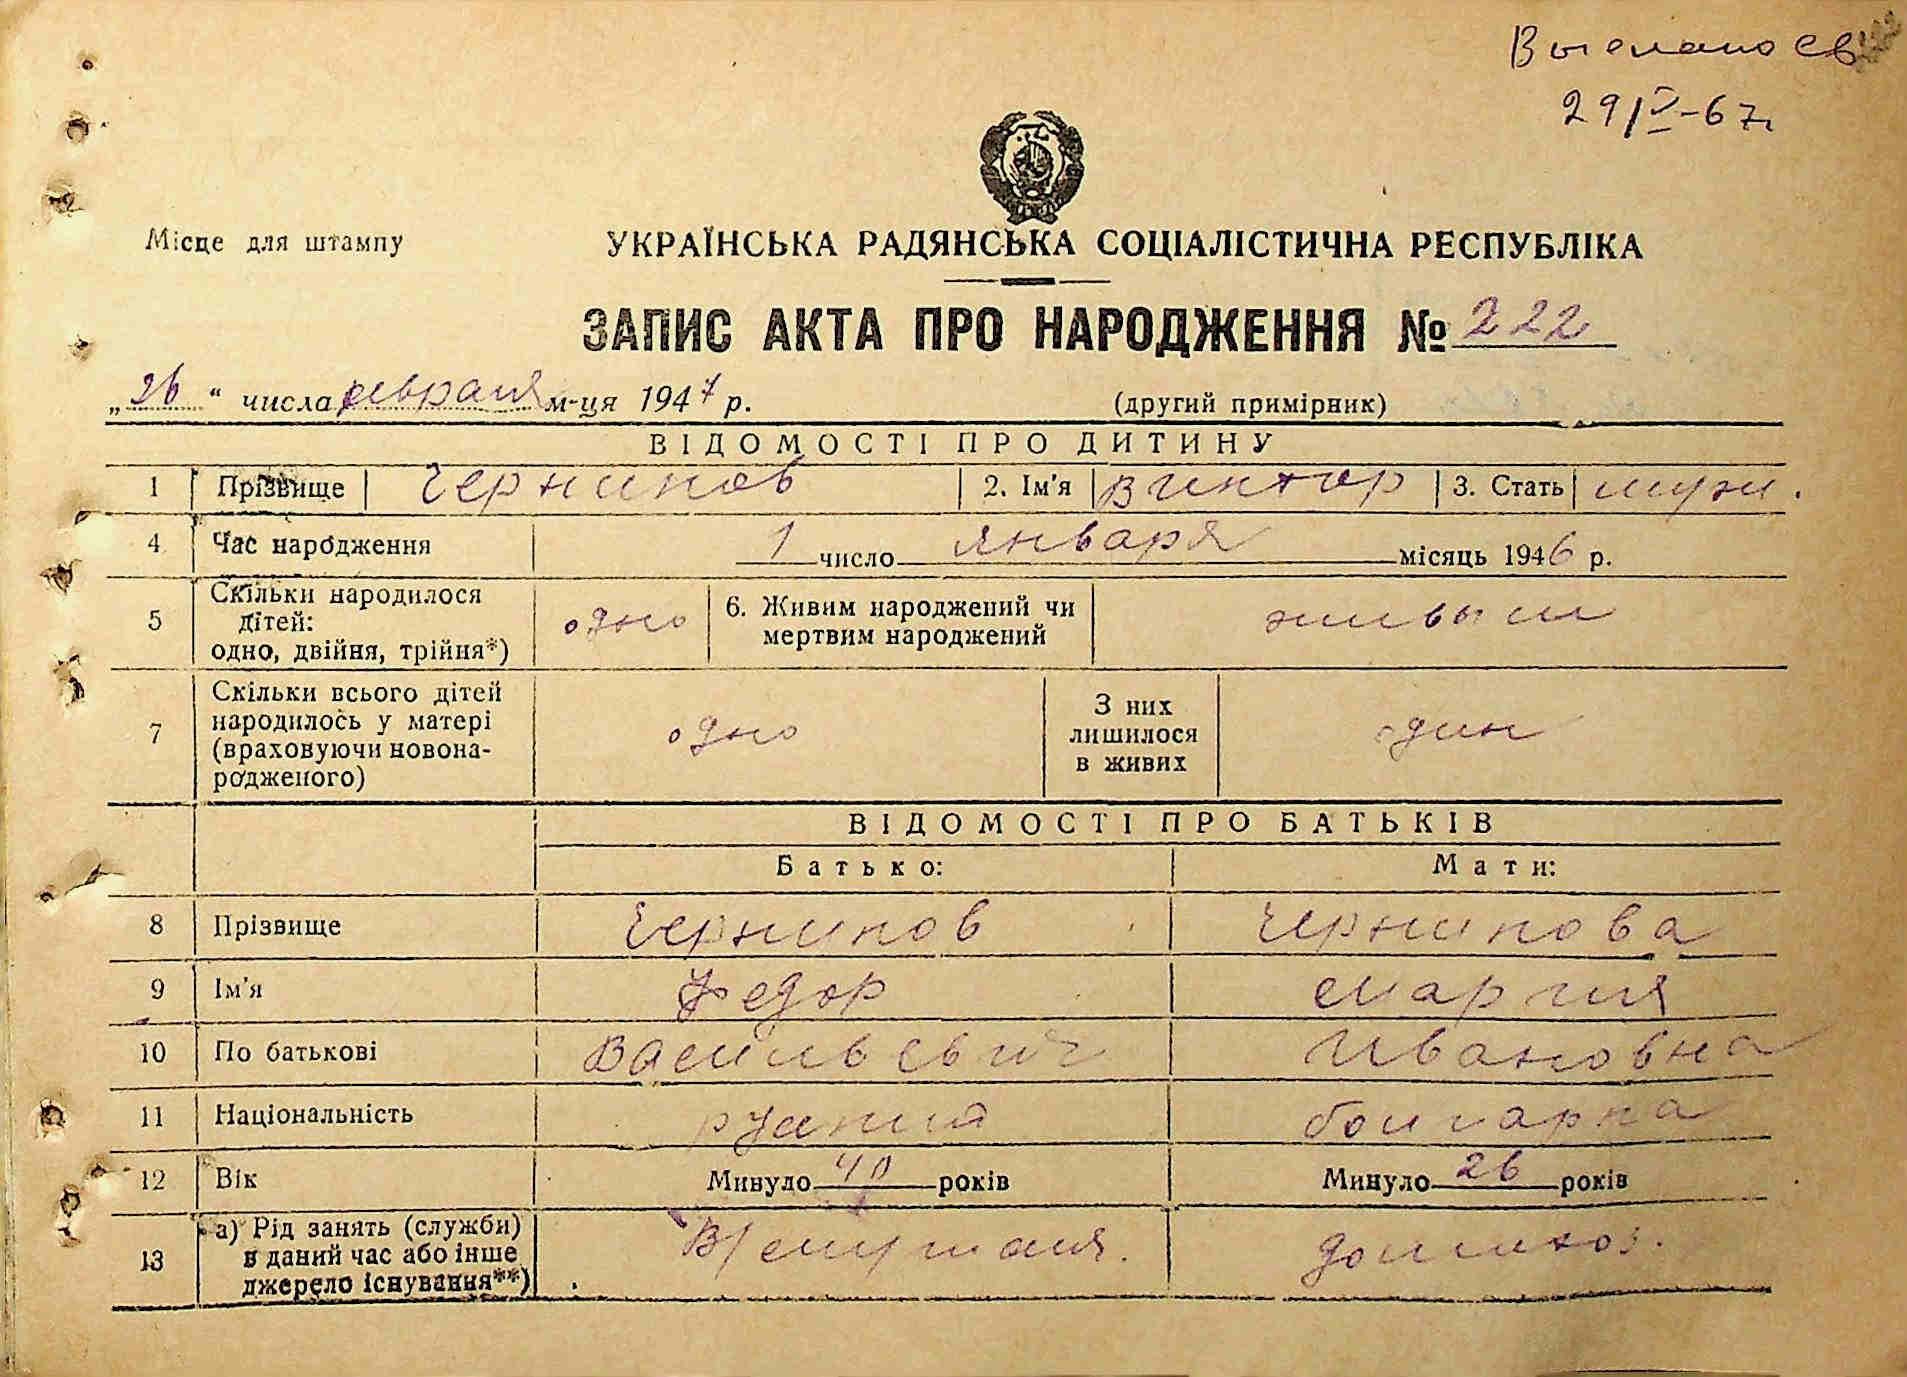 Выслано св
29/V-67г
Місце для штампу
УКРАЇНСЬКА РАДЯНСЬКА СОЦІАЛІСТИЧНА РЕСПУБЛІКА
ЗАПИС АКТА ПРО НАРОДЖЕННЯ № 222
„26“ числа февраля м-ця 1947 р. (другий примірник)
ВІДОМОСТІ ПРО ДИТИНУ
1 Прізвище Черников 2. Ім'я Виктор 3. Стать муж.
4 Час народження 1 число января місяць 1946 р.
5 Скільки народилося дітей: одно, двійня, трійня*) одно 6. Живим народжений чи мертвим народжений живым
7 Скільки всього дітей народилось у матері (враховуючи новонародженого) одно З них лишилося в живих один
ВІДОМОСТІ ПРО БАТЬКІВ
Батько: Мати:
8 Прізвище Черников Черникова
9 Ім'я Федор Мария
10 По батькові Васильевич Ивановна
11 Національність руский болгарка
12 Вік Минуло 40 років Минуло 26 років
13 а) Рід занять (служби) в даний час або інше джерело існування**) В/служащ. домохоз.